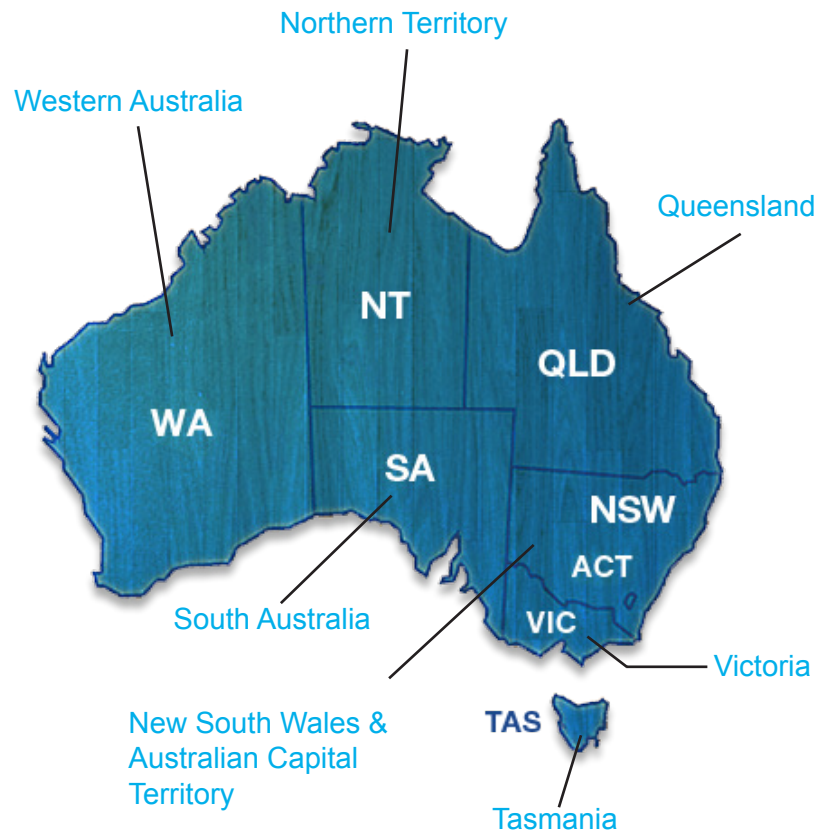 Northern Territory
Western Australia
Queensland
NT
QLD
WA
SA
NSW
ACT
South Australia
VIC
Victoria
New South Wales &
Australian Capital
Territory
TAS
Tasmania